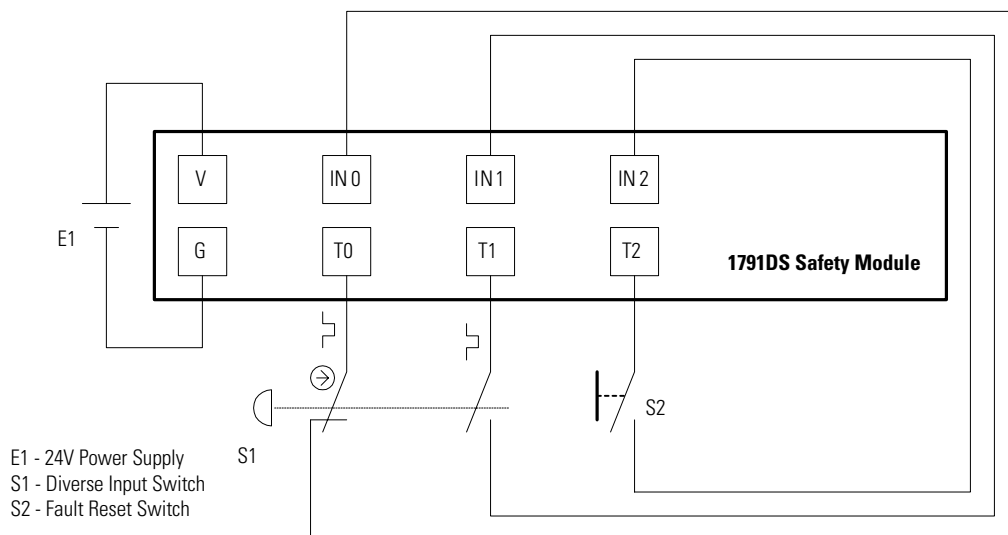 V
IN 0
IN 1
IN 2
E1
G
T0
T1
T2
1791DS Safety Module
S2
S1
E1 - 24V Power Supply
S1 - Diverse Input Switch
S2 - Fault Reset Switch